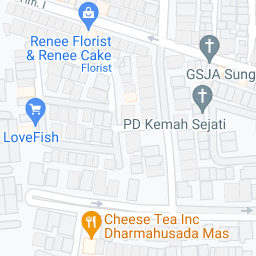 Renee Florist
& Renee Cake
Florist
GSJA Sung
PD Kemah Sejati
LoveFish
Cheese Tea Inc
Dharmahusada Mas